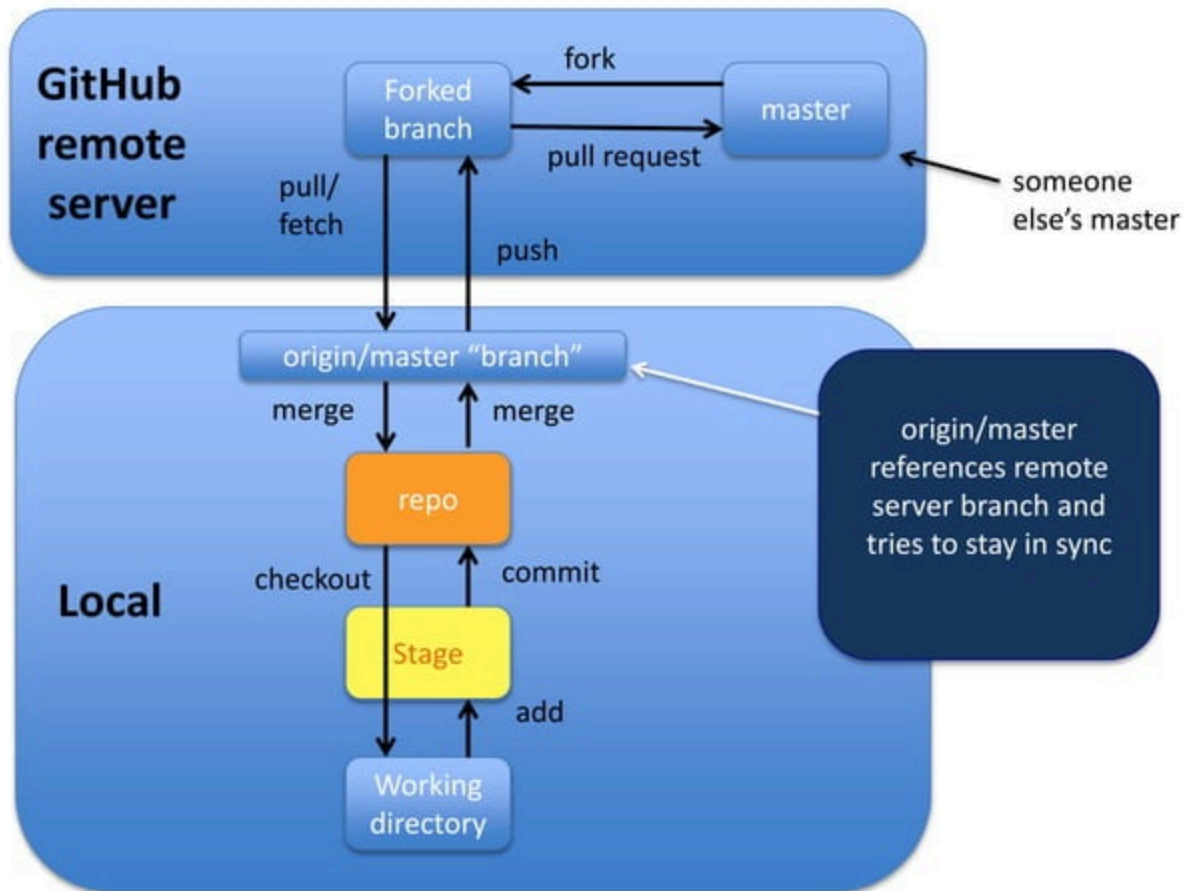 GitHub
remote
server
fork
Forked
branch
master
pull request
someone
else's master
pull/
fetch
push
origin/master “branch”
merge
merge
origin/master
references remote
server branch and
tries to stay in sync
repo
checkout
commit
Local
Stage
add
Working
directory